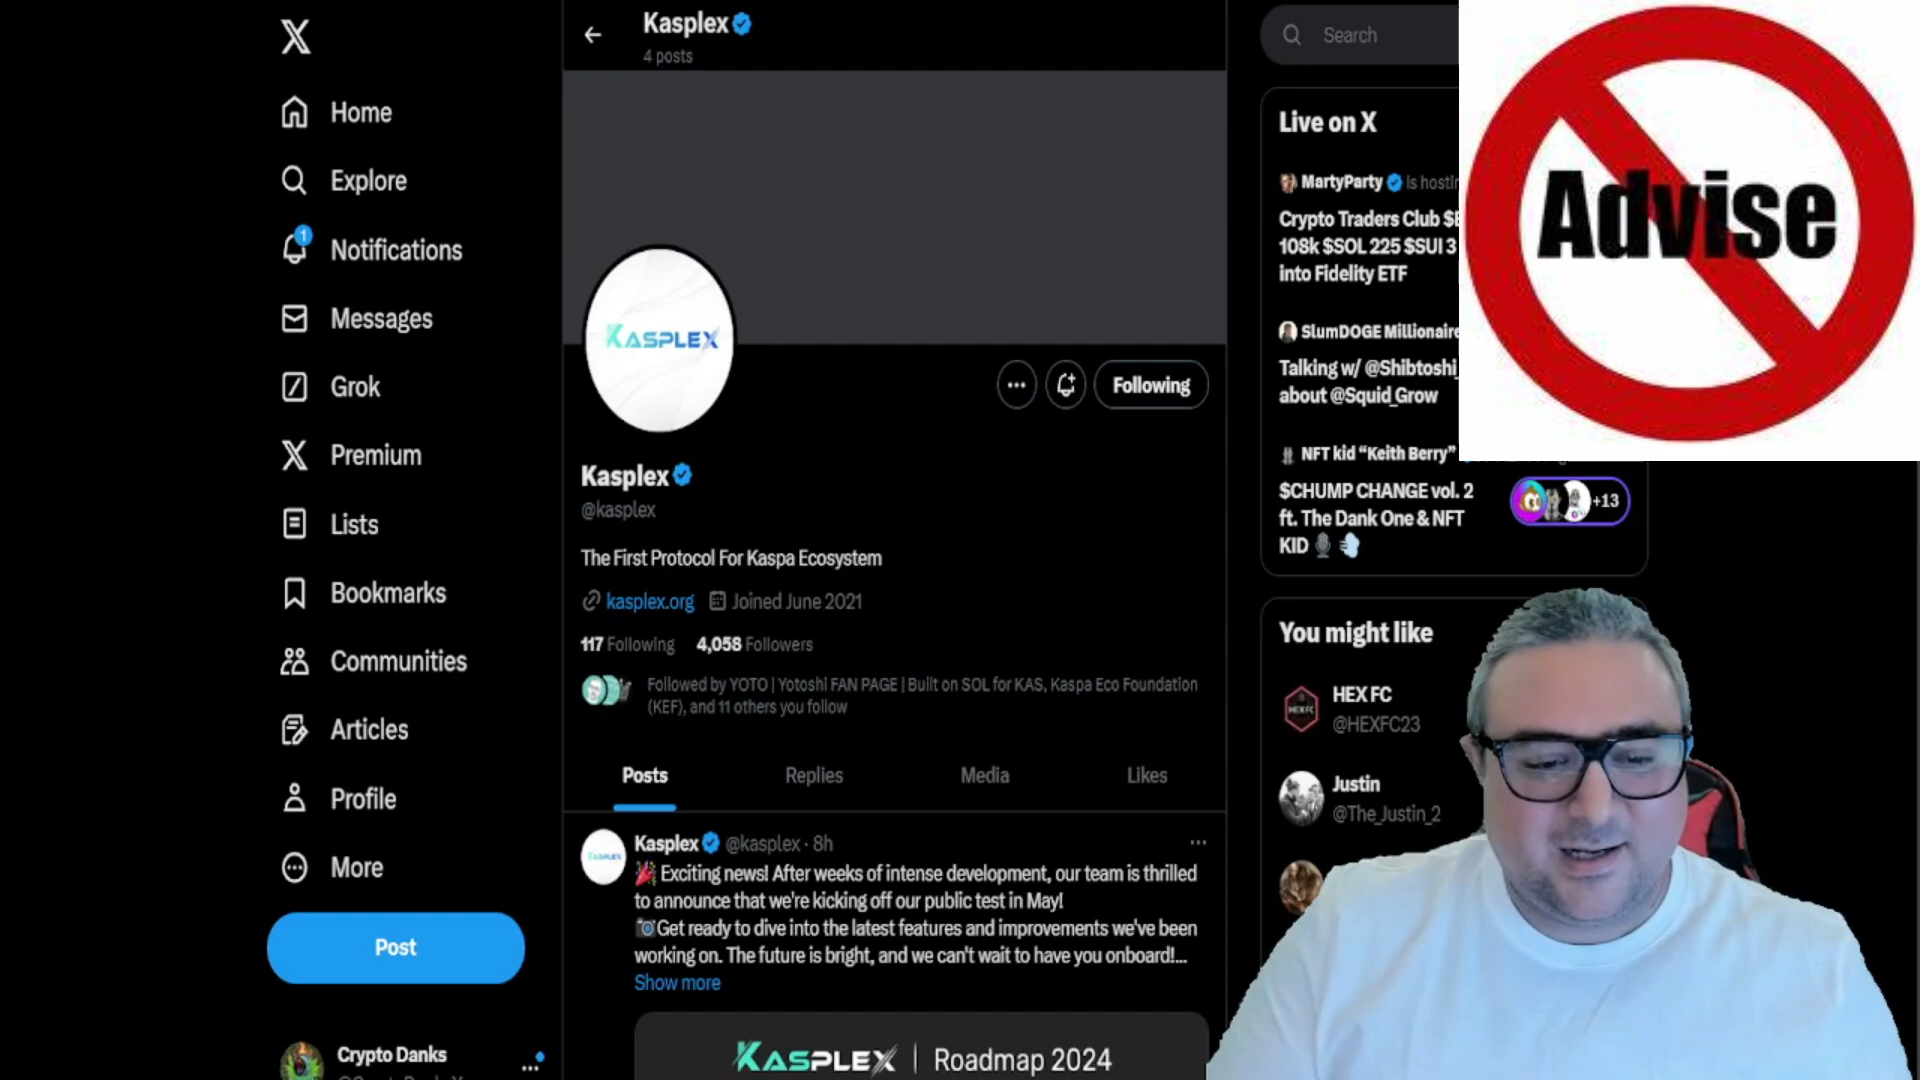 Home
Explore
1
Notifications
Messages
Grok
Premium
Lists
Bookmarks
Communities
Articles
Profile
More
Post
Crypto Danks
Kasplex
4 posts
KASPLEX
Following
Kasplex
@kasplex
The First Protocol For Kaspa Ecosystem
kasplex.org Joined June 2021
117 Following 4,058 Followers
Followed by YOTO | Yotoshi FAN PAGE | Built on SOL for KAS, Kaspa Eco Foundation
(KEF), and 11 others you follow
Posts Replies Media Likes
Kasplex @kasplex · 8h
🎉 Exciting news! After weeks of intense development, our team is thrilled
to announce that we're kicking off our public test in May!
📷Get ready to dive into the latest features and improvements we've been
working on. The future is bright, and we can't wait to have you onboard!...
Show more
KASPLEX | Roadmap 2024
Search
Live on X
MartyParty is
Crypto Traders Club
108k $SOL 225 $SUI 3
into Fidelity ETF
SlumDOGE Millionaire
Talking w/ @Shibtoshi_
about @Squid_Grow
NFT kid “Keith Berry”
$CHUMP CHANGE vol. 2
ft. The Dank One & NFT
KID 🎙️ 💨
+13
You might like
HEX FC
@HEXFC23
Justin
@The_Justin_2
Advise